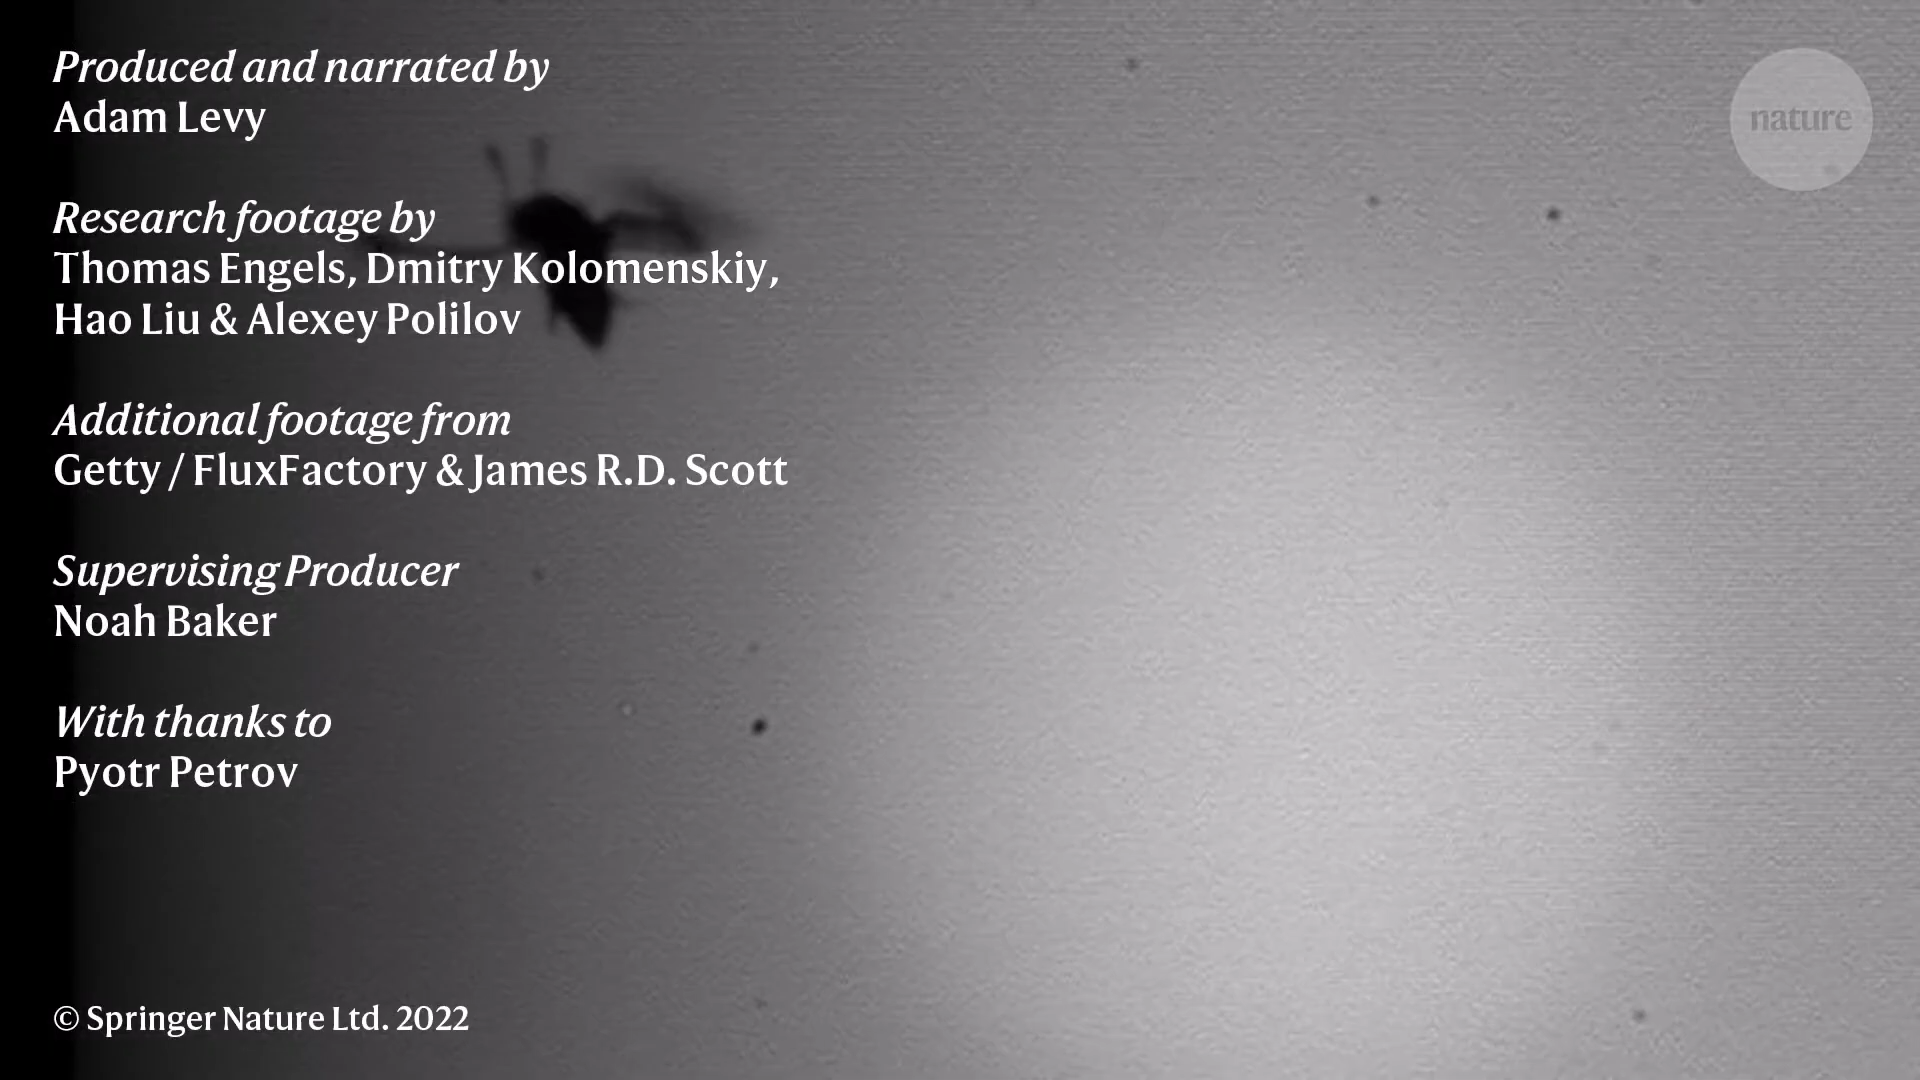 Produced and narrated by
Adam Levy
nature
Research footage by
Thomas Engels, Dmitry Kolomenskiy,
Hao Liu & Alexey Polilov
Additional footage from
Getty / FluxFactory & James R.D. Scott
Supervising Producer
Noah Baker
With thanks to
Pyotr Petrov
© Springer Nature Ltd. 2022